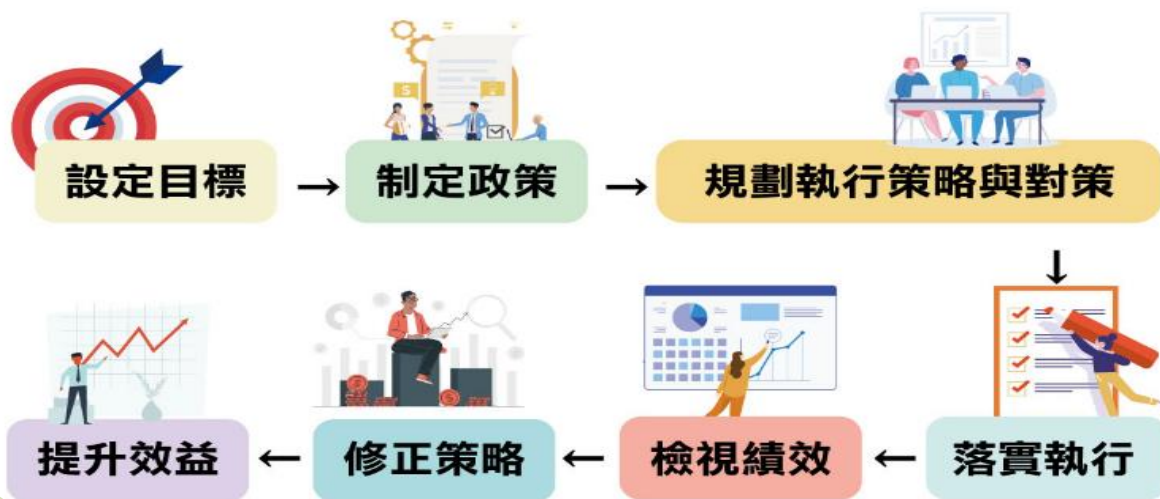 設定目標
制定政策
規劃執行策略與對策
落實執行
檢視績效
修正策略
提升效益